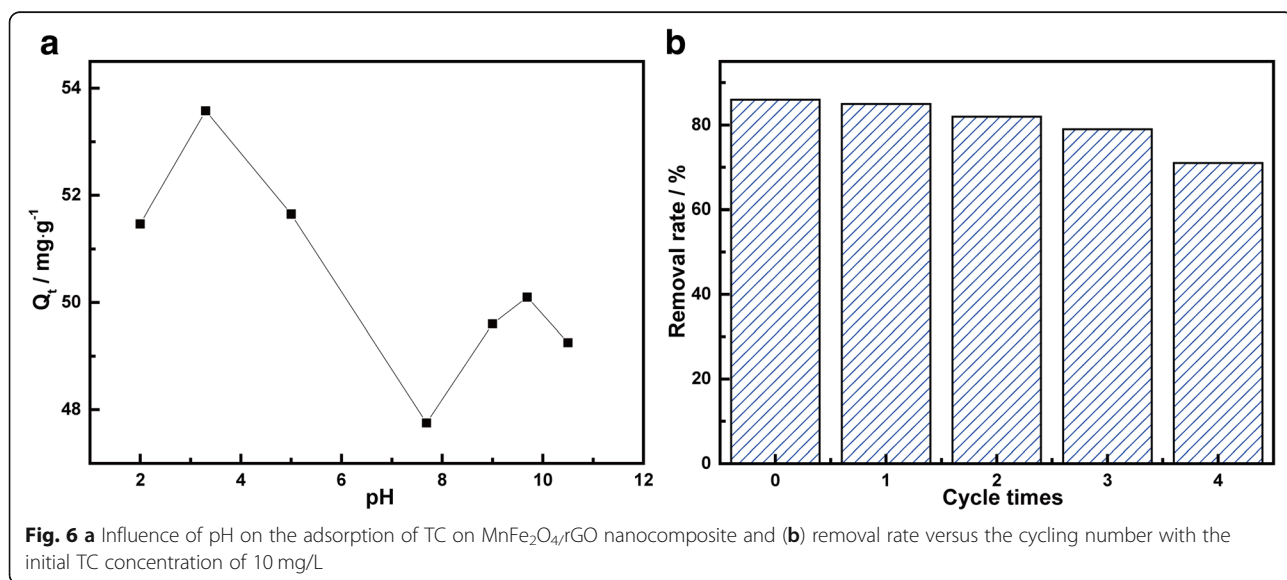 a
54
52
50
48
Qt / mg·g-1
2 4 6 8 10 12
pH
b
80
60
40
20
0
Removal rate / %
0 1 2 3 4
Cycle times
Fig. 6 a Influence of pH on the adsorption of TC on MnFe2O4/rGO nanocomposite and (b) removal rate versus the cycling number with the
initial TC concentration of 10 mg/L